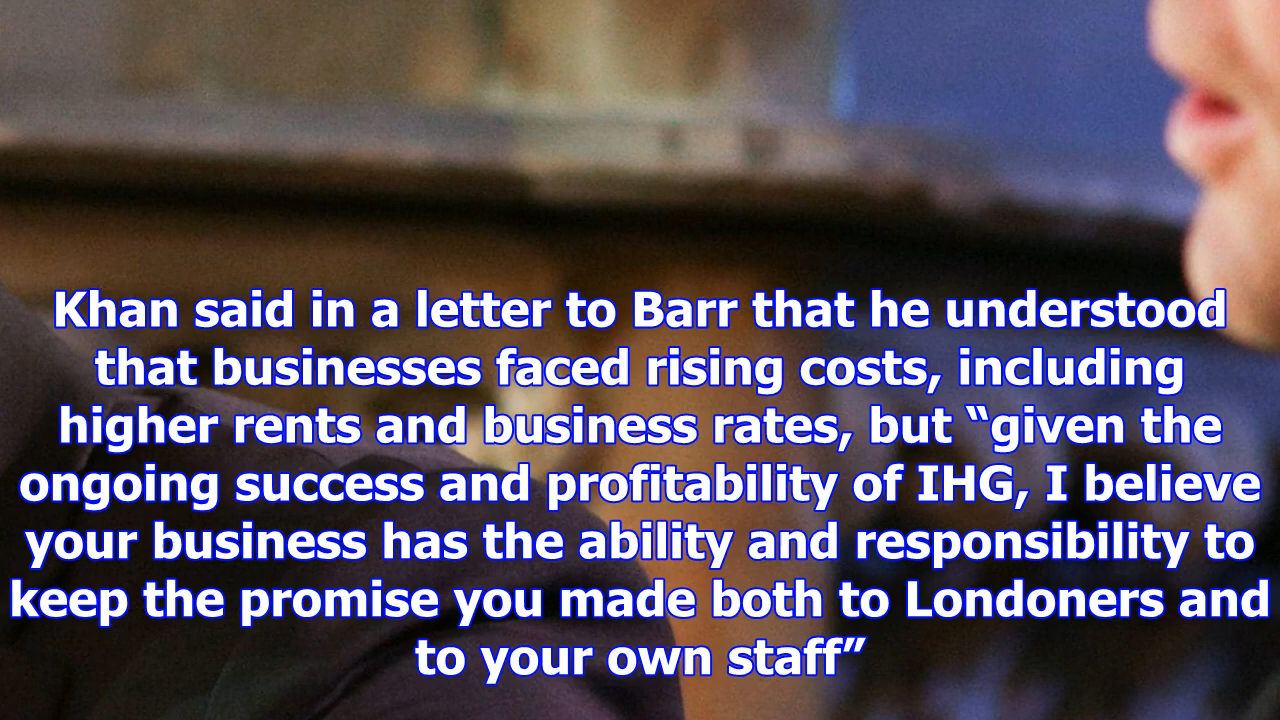 Khan said in a letter to Barr that he understood
that businesses faced rising costs, including
higher rents and business rates, but “given the
ongoing success and profitability of IHG, I believe
your business has the ability and responsibility to
keep the promise you made both to Londoners and
to your own staff”